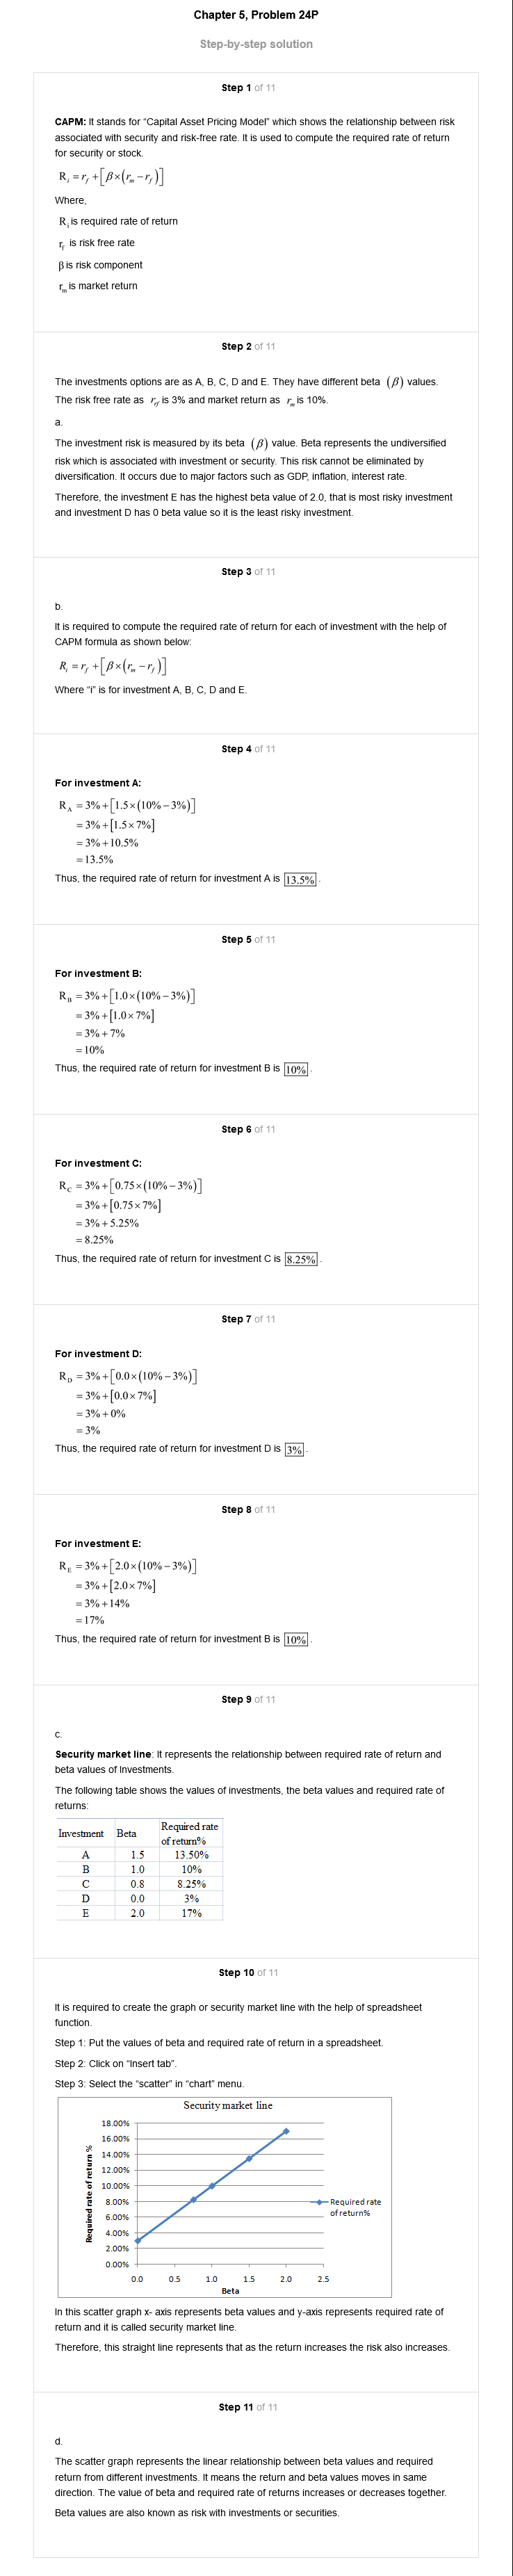 Chapter 5, Problem 24P
Step-by-step solution
Step 1 of 11
CAPM: It stands for “Capital Asset Pricing Model” which shows the relationship between risk
associated with security and risk-free rate. It is used to compute the required rate of return
for security or stock.
R_i = r_f + [β×(r_m − r_f)]
Where,
R_i is required rate of return
r_f is risk free rate
β is risk component
r_m is market return
Step 2 of 11
The investments options are as A, B, C, D and E. They have different beta (β) values.
The risk free rate as r_rf is 3% and market return as r_m is 10%.
a.
The investment risk is measured by its beta (β) value. Beta represents the undiversified
risk which is associated with investment or security. This risk cannot be eliminated by
diversification. It occurs due to major factors such as GDP, inflation, interest rate.
Therefore, the investment E has the highest beta value of 2.0, that is most risky investment
and investment D has 0 beta value so it is the least risky investment.
Step 3 of 11
b.
It is required to compute the required rate of return for each of investment with the help of
CAPM formula as shown below:
R_i = r_f + [β×(r_m − r_f)]
Where “i” is for investment A, B, C, D and E.
Step 4 of 11
For investment A:
R_A = 3% + [1.5×(10% − 3%)]
= 3% + [1.5×7%]
= 3% + 10.5%
= 13.5%
Thus, the required rate of return for investment A is 13.5%.
Step 5 of 11
For investment B:
R_B = 3% + [1.0×(10% − 3%)]
= 3% + [1.0×7%]
= 3% + 7%
= 10%
Thus, the required rate of return for investment B is 10%.
Step 6 of 11
For investment C:
R_C = 3% + [0.75×(10% − 3%)]
= 3% + [0.75×7%]
= 3% + 5.25%
= 8.25%
Thus, the required rate of return for investment C is 8.25%.
Step 7 of 11
For investment D:
R_D = 3% + [0.0×(10% − 3%)]
= 3% + [0.0×7%]
= 3% + 0%
= 3%
Thus, the required rate of return for investment D is 3%.
Step 8 of 11
For investment E:
R_E = 3% + [2.0×(10% − 3%)]
= 3% + [2.0×7%]
= 3% + 14%
= 17%
Thus, the required rate of return for investment B is 10%.
Step 9 of 11
c.
Security market line: It represents the relationship between required rate of return and
beta values of Investments.
The following table shows the values of investments, the beta values and required rate of
returns:
Investment Beta Required rate of return%
A 1.5 13.50%
B 1.0 10%
C 0.8 8.25%
D 0.0 3%
E 2.0 17%
Step 10 of 11
It is required to create the graph or security market line with the help of spreadsheet
function.
Step 1: Put the values of beta and required rate of return in a spreadsheet.
Step 2: Click on “Insert tab”.
Step 3: Select the “scatter” in “chart” menu.
Security market line
Required rate of return %
18.00%
16.00%
14.00%
12.00%
10.00%
8.00%
6.00%
4.00%
2.00%
0.00%
Required rate
of return%
0.0 0.5 1.0 1.5 2.0 2.5
Beta
In this scatter graph x- axis represents beta values and y-axis represents required rate of
return and it is called security market line.
Therefore, this straight line represents that as the return increases the risk also increases.
Step 11 of 11
d.
The scatter graph represents the linear relationship between beta values and required
return from different investments. It means the return and beta values moves in same
direction. The value of beta and required rate of returns increases or decreases together.
Beta values are also known as risk with investments or securities.